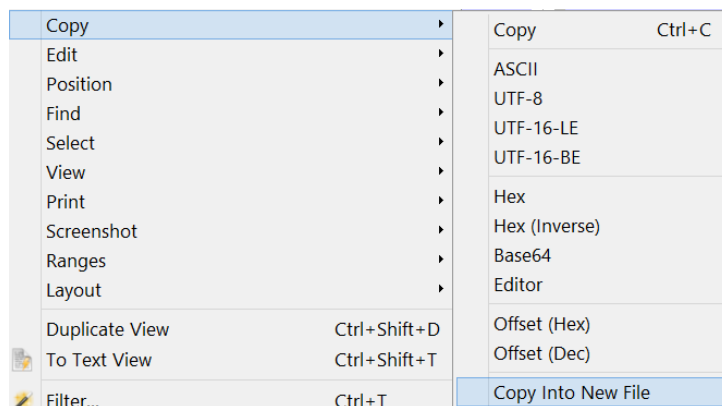 Copy
Edit
Position
Find
Select
View
Print
Screenshot
Ranges
Layout
Duplicate View Ctrl+Shift+D
To Text View Ctrl+Shift+T
Filter... Ctrl+T
Copy Ctrl+C
ASCII
UTF-8
UTF-16-LE
UTF-16-BE
Hex
Hex (Inverse)
Base64
Editor
Offset (Hex)
Offset (Dec)
Copy Into New File